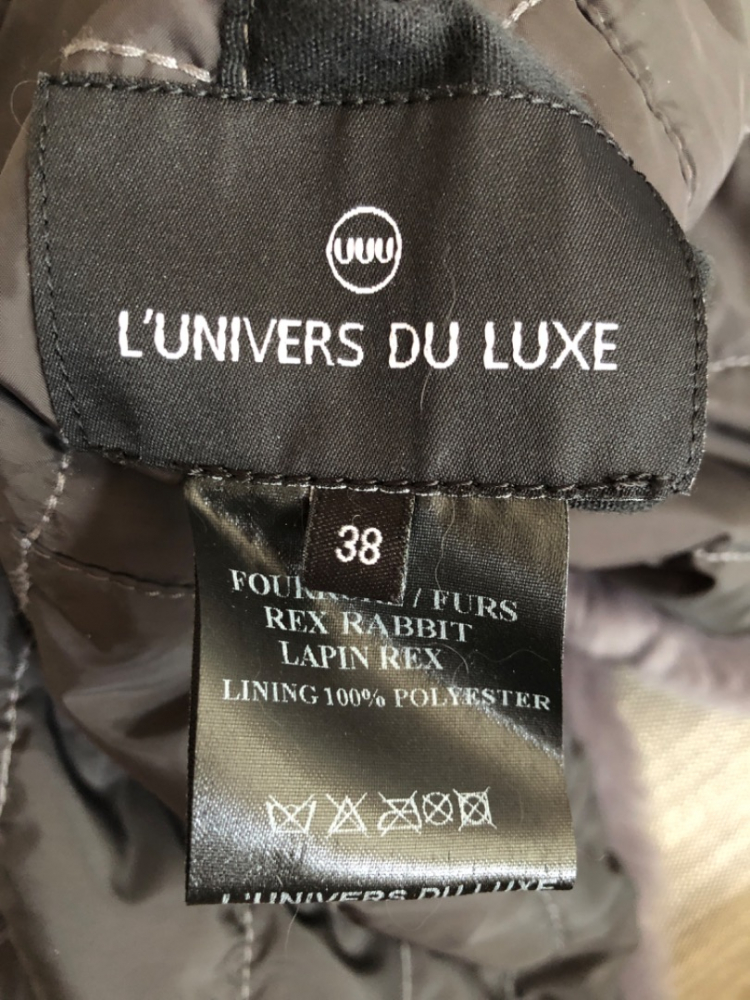 UUU
L'UNIVERS DU LUXE
38
/ FURS
REX RABBIT
LAPIN REX
LINING 100% POLYESTER
L'UNIVERS DU LUXE